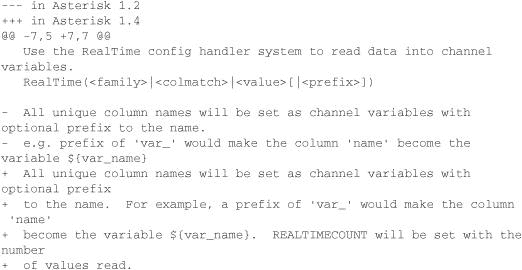 --- in Asterisk 1.2
+++ in Asterisk 1.4
@@ -7,5 +7,7 @@
   Use the RealTime config handler system to read data into channel
variables.
   RealTime(<family>|<colmatch>|<value>[|<prefix>])

-  All unique column names will be set as channel variables with
optional prefix to the name.
-  e.g. prefix of 'var_' would make the column 'name' become the
variable ${var_name}
+  All unique column names will be set as channel variables with
optional prefix
+  to the name.  For example, a prefix of 'var_' would make the column
 'name'
+  become the variable ${var_name}.  REALTIMECOUNT will be set with the
number
+  of values read.